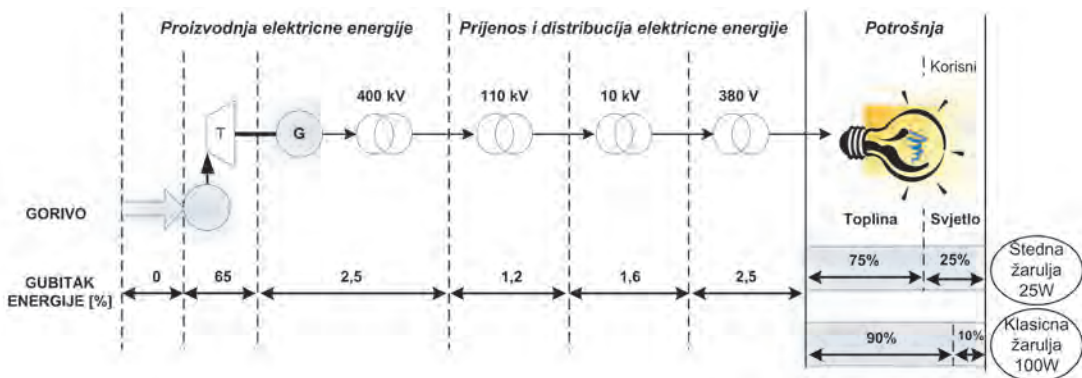 Proizvodnja elektricne energije
Prijenos i distribucija elektricne energije
Potrošnja
Korisni
400 kV
110 kV
10 kV
380 V
T
G
GORIVO
Toplina
Svjetlo
GUBITAK
ENERGIJE [%]
0
65
2,5
1,2
1,6
2,5
75%
25%
Štedna
žarulja
25W
90%
10%
Klasicna
žarulja
100W